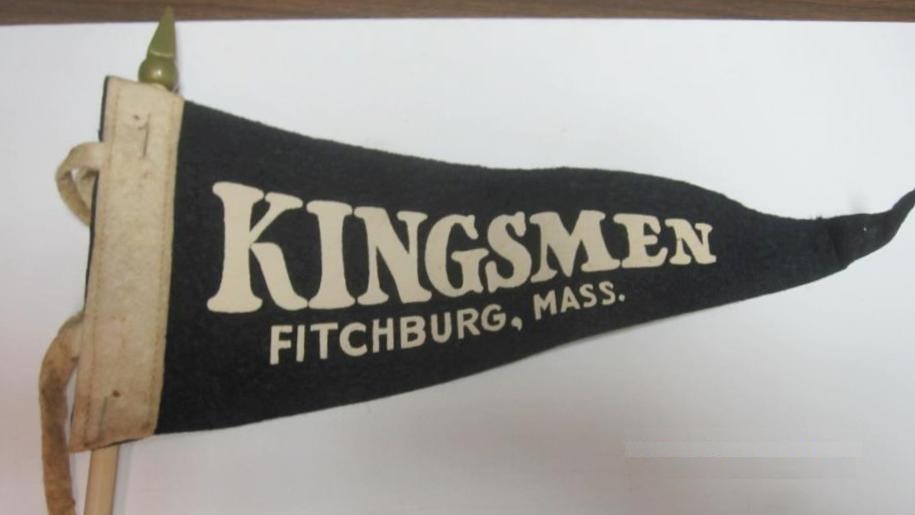 KINGSMEN
FITCHBURG, MASS.